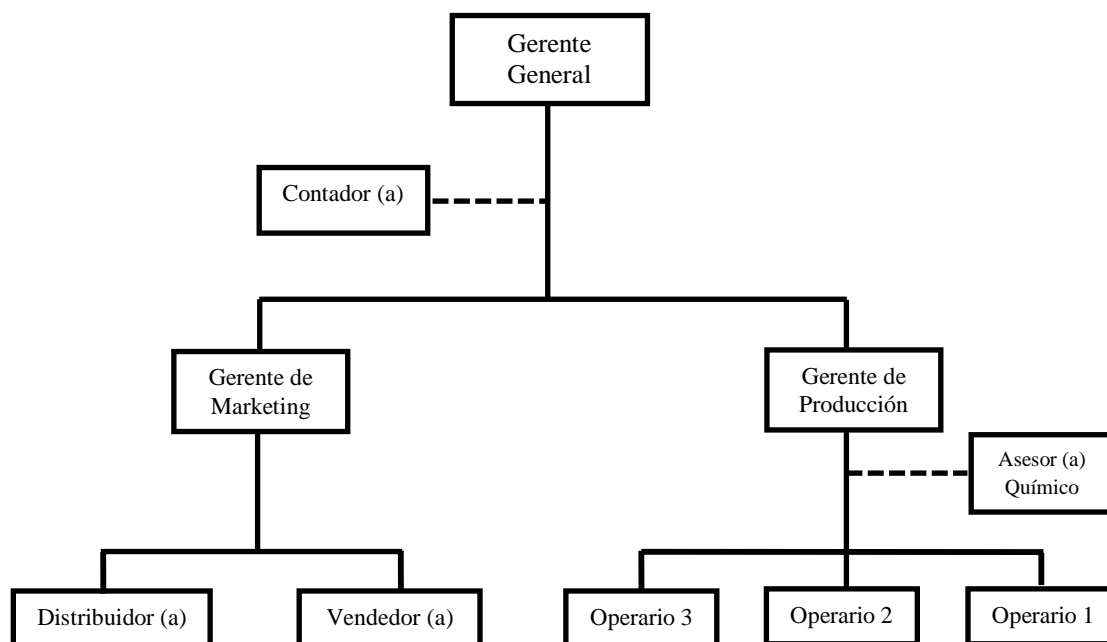 Gerente
General
Contador (a)
Gerente de
Marketing
Gerente de
Producción
Asesor (a)
Químico
Distribuidor (a)
Vendedor (a)
Operario 3
Operario 2
Operario 1